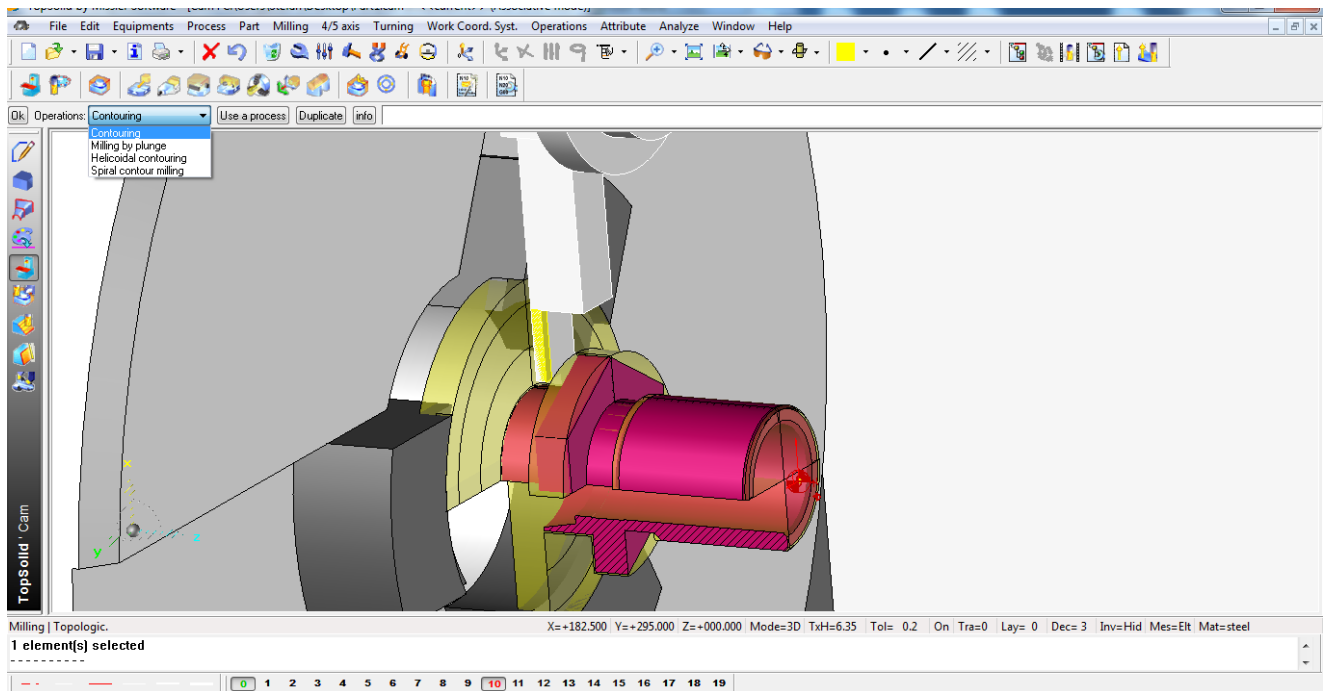 TopSolid by Missler Software
File Edit Equipments Process Part Milling 4/5 axis Turning Work Coord. Syst. Operations Attribute Analyze Window Help
Ok Operations: Contouring Use a process Duplicate info
Contouring
Milling by plunge
Helicoidal contouring
Spiral contour milling
x
y
z
TopSolid'Cam
Milling | Topologic. X=+182.500 Y=+295.000 Z=+000.000 Mode=3D TxH=6.35 Tol= 0.2 On Tra=0 Lay= 0 Dec= 3 Inv=Hid Mes=Elt Mat=steel
1 element(s) selected
----------
0 1 2 3 4 5 6 7 8 9 10 11 12 13 14 15 16 17 18 19